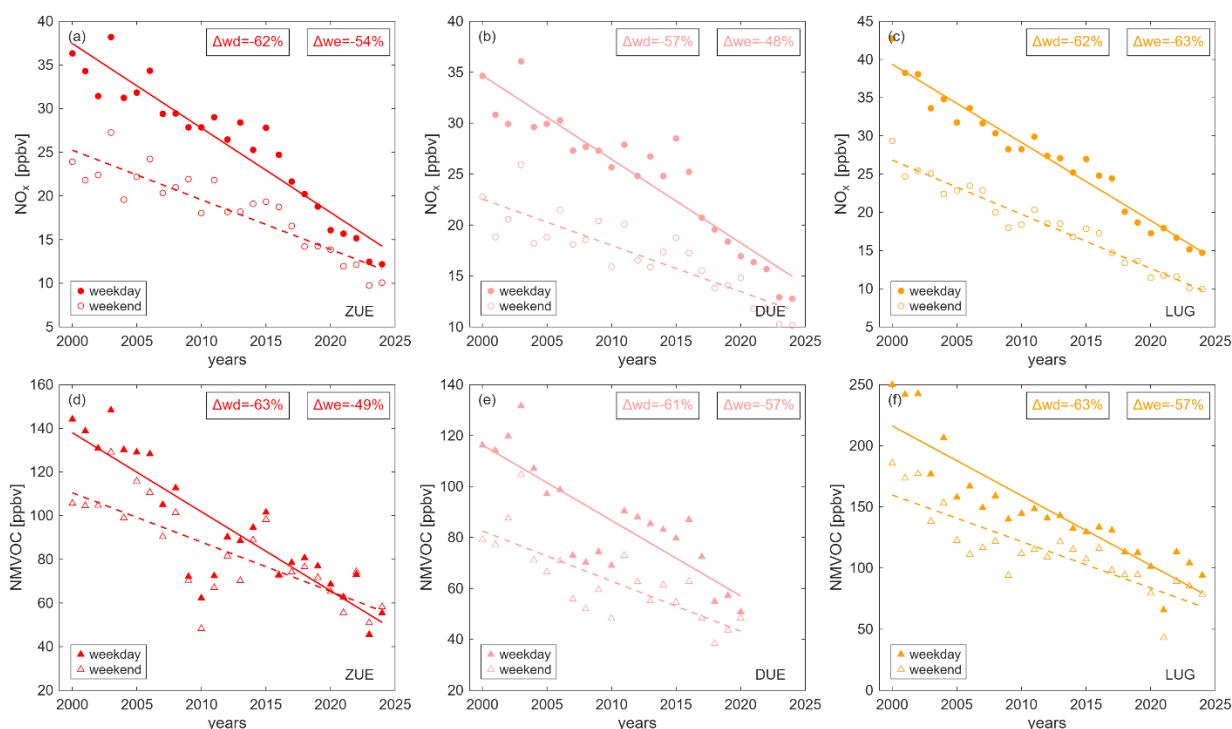 (a)
Δwd=-62%
Δwe=-54%
40
35
30
25
20
15
10
5
NOx [ppbv]
weekday
weekend
ZUE
2000
2005
2010
2015
2020
2025
years
(b)
Δwd=-57%
Δwe=-48%
40
35
30
25
20
15
10
NOx [ppbv]
weekday
weekend
DUE
2000
2005
2010
2015
2020
2025
years
(c)
Δwd=-62%
Δwe=-63%
45
40
35
30
25
20
15
10
5
NOx [ppbv]
weekday
weekend
LUG
2000
2005
2010
2015
2020
2025
years
(d)
Δwd=-63%
Δwe=-49%
160
140
120
100
80
60
40
20
NMVOC [ppbv]
weekday
weekend
ZUE
2000
2005
2010
2015
2020
2025
years
(e)
Δwd=-61%
Δwe=-57%
140
120
100
80
60
40
20
NMVOC [ppbv]
weekday
weekend
DUE
2000
2005
2010
2015
2020
2025
years
(f)
Δwd=-63%
Δwe=-57%
250
200
150
100
50
0
NMVOC [ppbv]
weekday
weekend
LUG
2000
2005
2010
2015
2020
2025
years